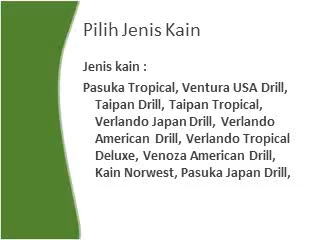 Pilih Jenis Kain
Jenis kain :
Pasuka Tropical, Ventura USA Drill,
Taipan Drill, Taipan Tropical,
Verlando Japan Drill, Verlando
American Drill, Verlando Tropical
Deluxe, Venoza American Drill,
Kain Norwest, Pasuka Japan Drill,